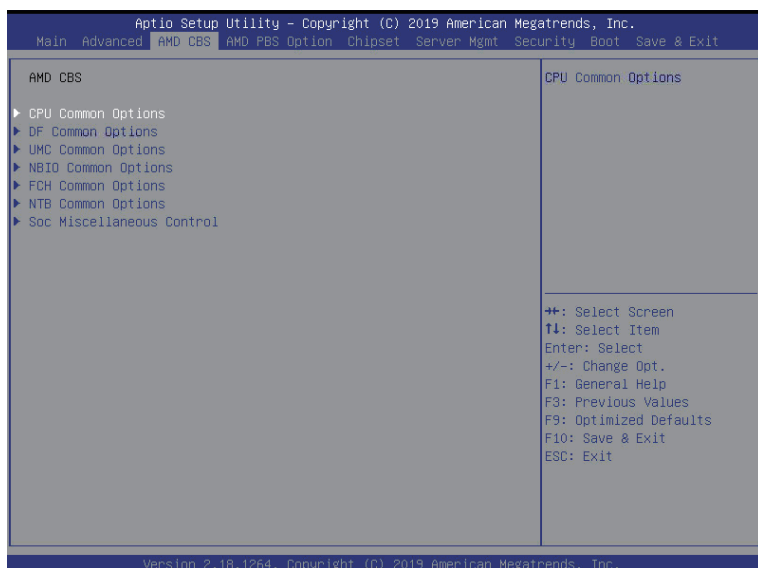 Aptio Setup Utility – Copyright (C) 2019 American Megatrends, Inc.
Main Advanced AMD CBS AMD PBS Option Chipset Server Mgmt Security Boot Save & Exit
AMD CBS
▶ CPU Common Options
▶ DF Common Options
▶ UMC Common Options
▶ NBIO Common Options
▶ FCH Common Options
▶ NTB Common Options
▶ Soc Miscellaneous Control
CPU Common Options
→←: Select Screen
↑↓: Select Item
Enter: Select
+/-: Change Opt.
F1: General Help
F3: Previous Values
F9: Optimized Defaults
F10: Save & Exit
ESC: Exit
Version 2.18.1264. Copyright (C) 2019 American Megatrends, Inc.